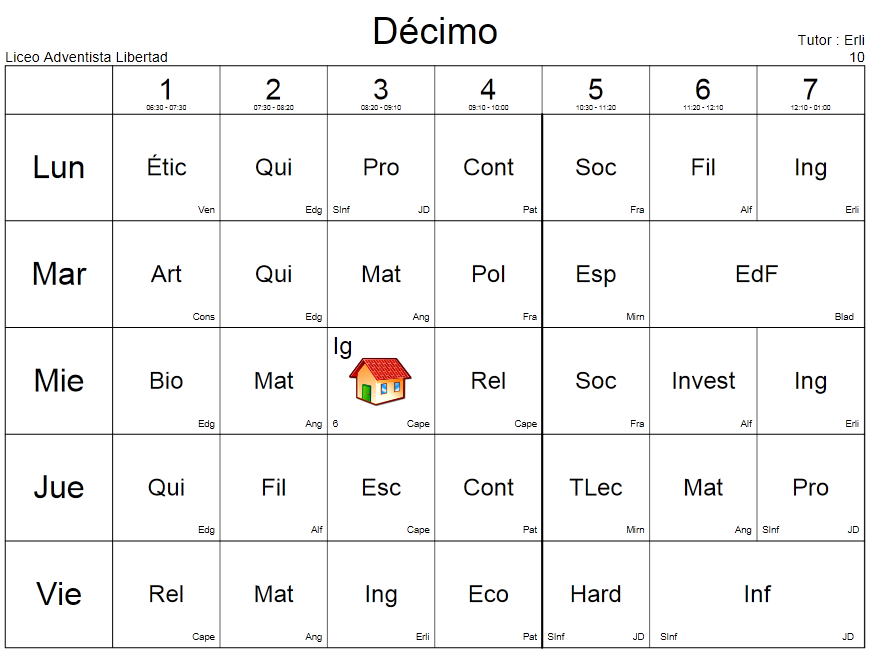 Décimo
Tutor : Erli
Liceo Adventista Libertad
10
1 2 3 4 5 6 7
06:30 - 07:30 07:30 - 08:20 08:20 - 09:10 09:10 - 10:00 10:30 - 11:20 11:20 - 12:10 12:10 - 01:00
Lun Étic Qui Pro Cont Soc Fil Ing
Ven Edg SInf JD Pat Fra Alf Erli
Mar Art Qui Mat Pol Esp EdF
Cons Edg Ang Fra Mirn Blad
Ig
Mie Bio Mat Rel Soc Invest Ing
Edg Ang 6 Cape Cape Fra Alf Erli
Jue Qui Fil Esc Cont TLec Mat Pro
Edg Alf Cape Pat Mirn Ang SInf JD
Vie Rel Mat Ing Eco Hard Inf
Cape Ang Erli Pat SInf JD SInf JD